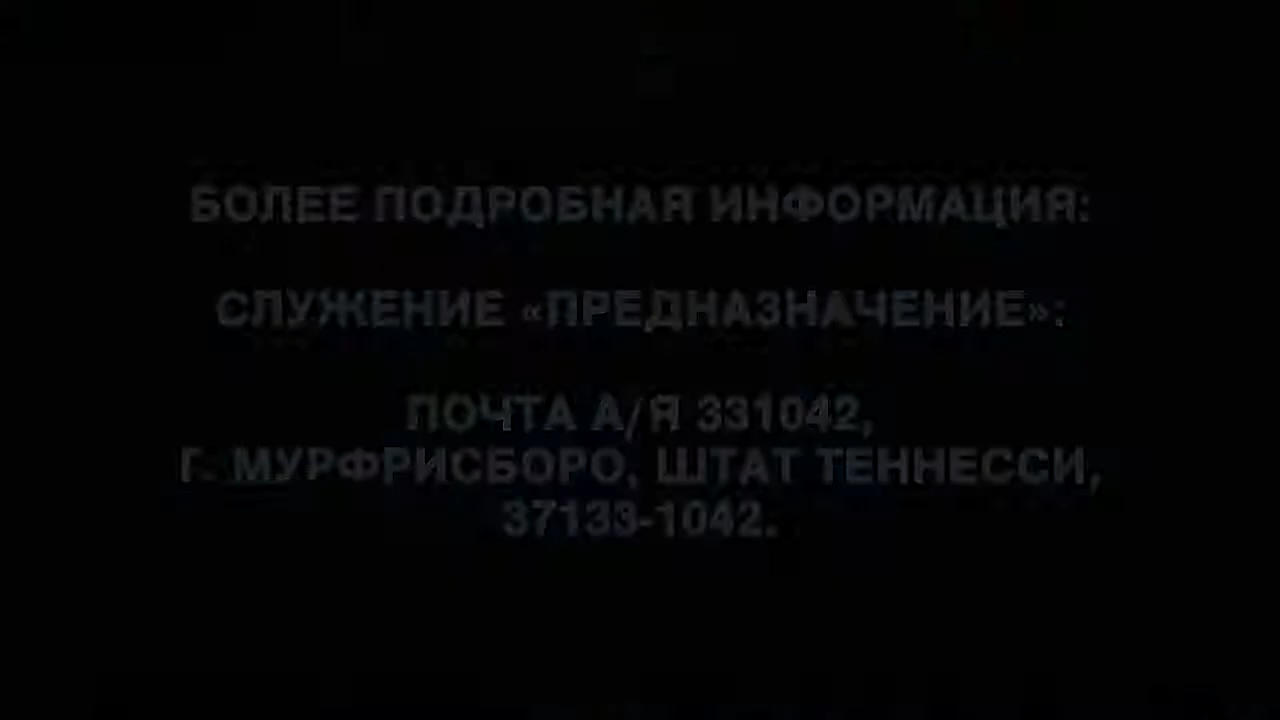 БОЛЕЕ ПОДРОБНАЯ ИНФОРМАЦИЯ:
СЛУЖЕНИЕ «ПРЕДНАЗНАЧЕНИЕ»:
ПОЧТА А/Я 331042,
Г. МУРФРИСБОРО, ШТАТ ТЕННЕССИ,
37133-1042.